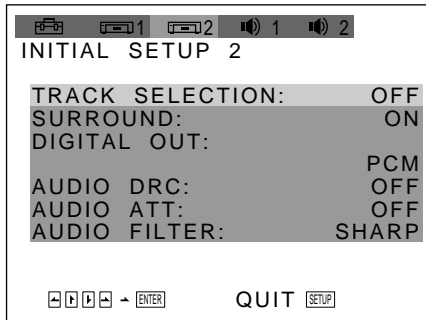 1 2 1 2
INITIAL SETUP 2
TRACK SELECTION: OFF
SURROUND: ON
DIGITAL OUT:
PCM
AUDIO DRC: OFF
AUDIO ATT: OFF
AUDIO FILTER: SHARP
ENTER QUIT SETUP